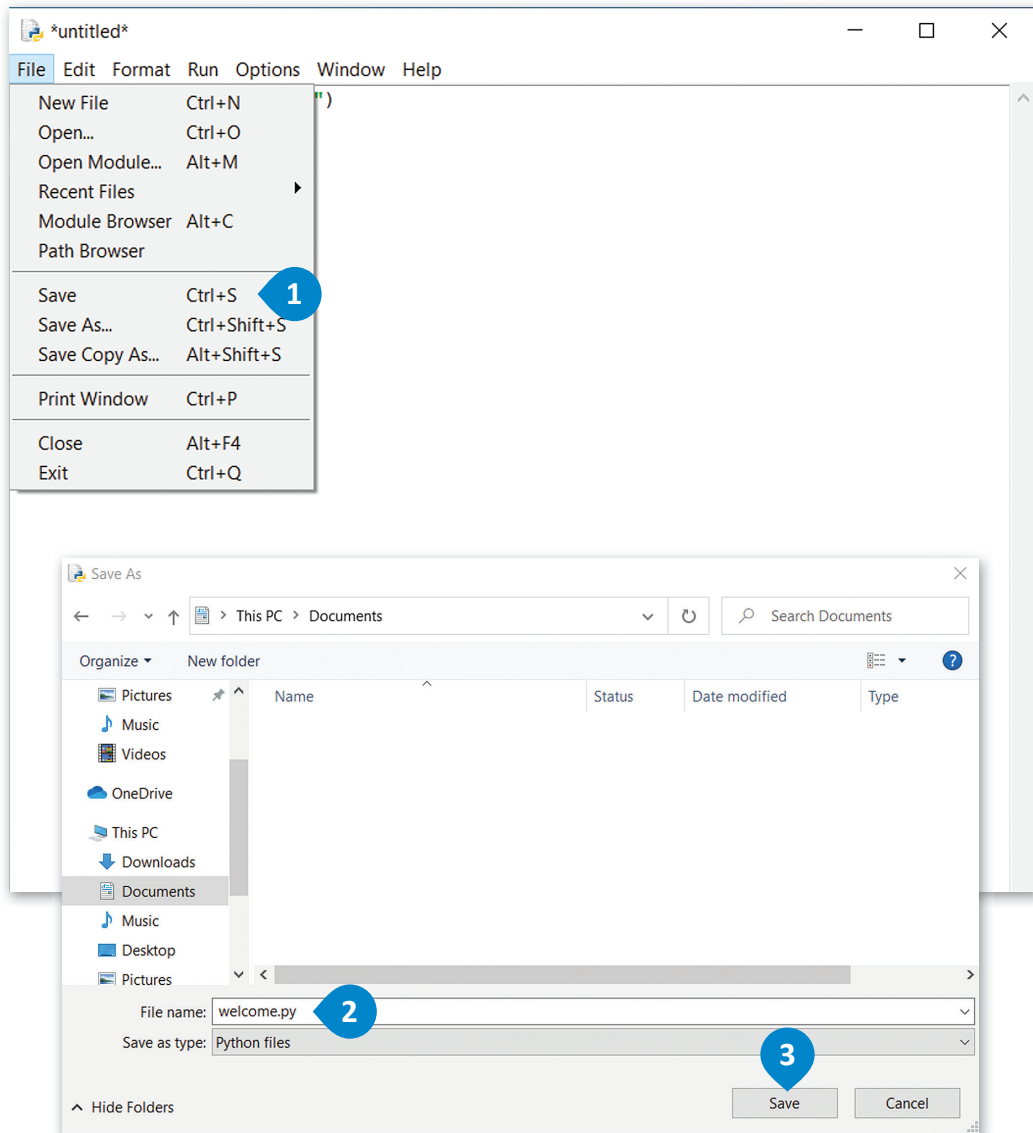 *untitled*
File Edit Format Run Options Window Help
")
New File Ctrl+N
Open... Ctrl+O
Open Module... Alt+M
Recent Files
Module Browser Alt+C
Path Browser
Save Ctrl+S
1
Save As... Ctrl+Shift+S
Save Copy As... Alt+Shift+S
Print Window Ctrl+P
Close Alt+F4
Exit Ctrl+Q
Save As
This PC > Documents
Search Documents
Organize New folder
?
Name Status Date modified Type
Pictures
Music
Videos
OneDrive
This PC
Downloads
Documents
Music
Desktop
Pictures
File name: welcome.py
2
Save as type: Python files
3
Hide Folders Save Cancel